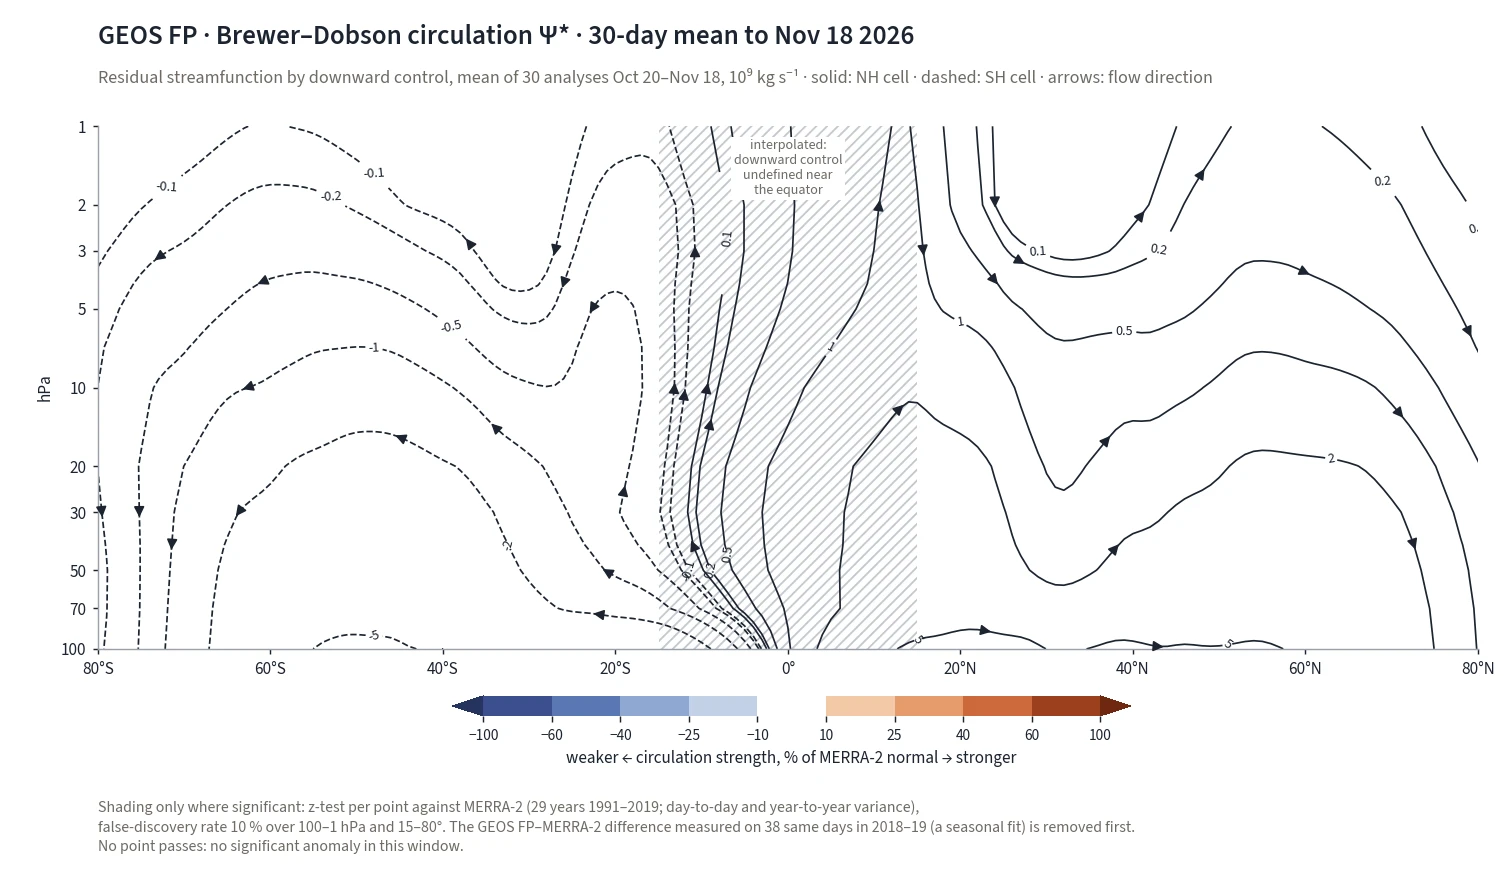 GEOS FP · Brewer–Dobson circulation Ψ* · 30-day mean to Nov 18 2026
Residual streamfunction by downward control, mean of 30 analyses Oct 20–Nov 18, 10⁹ kg s⁻¹ · solid: NH cell · dashed: SH cell · arrows: flow direction
interpolated:
downward control
undefined near
the equator
hPa
1
2
3
5
10
20
30
50
70
100
-0.1
-0.1
-0.2
-0.5
-1
-2
-5
-0.1
0.1
0.2
0.5
1
1
0.1
0.2
0.5
2
5
5
0.2
0.
80°S
60°S
40°S
20°S
0°
20°N
40°N
60°N
80°N
−100
−60
−40
−25
−10
10
25
40
60
100
weaker ← circulation strength, % of MERRA-2 normal → stronger
Shading only where significant: z-test per point against MERRA-2 (29 years 1991–2019; day-to-day and year-to-year variance),
false-discovery rate 10 % over 100–1 hPa and 15–80°. The GEOS FP–MERRA-2 difference measured on 38 same days in 2018–19 (a seasonal fit) is removed first.
No point passes: no significant anomaly in this window.